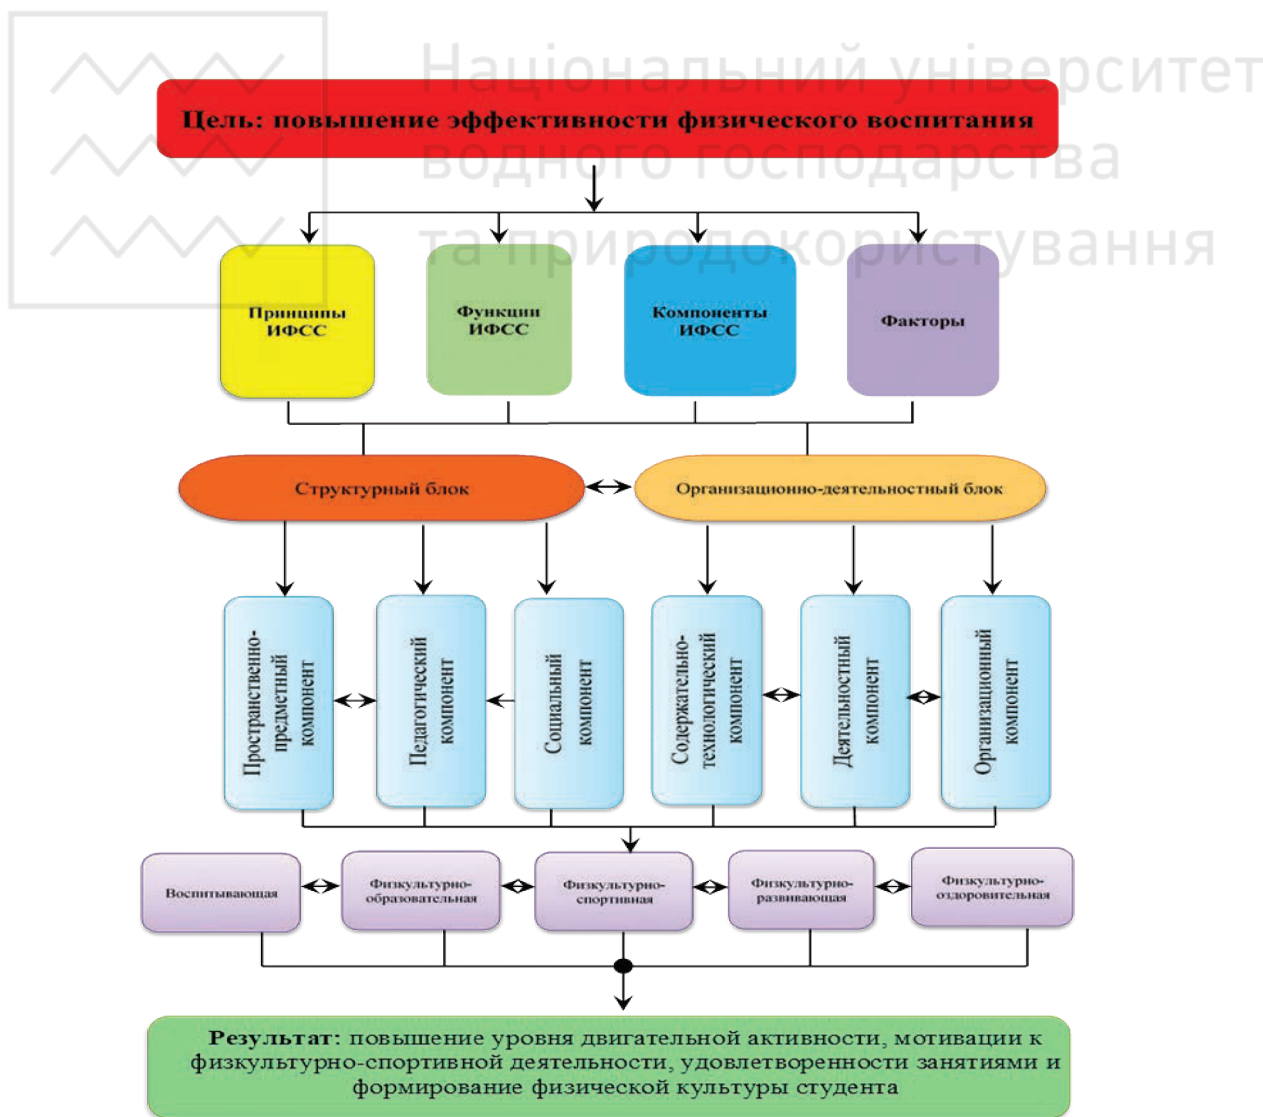 Національний університет
Цель: повышение эффективности физического воспитания
водного господарства
та природокористування
Принципы
ИФСС
Функции
ИФСС
Компоненты
ИФСС
Факторы
Структурный блок
Организационно-деятельностный блок
Пространственно-
предметный
компонент
Педагогический
компонент
Социальный
компонент
Содержательно-
технологический
компонент
Деятельностный
компонент
Организационный
компонент
Воспитывающая
Физкультурно-
образовательная
Физкультурно-
спортивная
Физкультурно-
развивающая
Физкультурно-
оздоровительная
Результат: повышение уровня двигательной активности, мотивации к
физкультурно-спортивной деятельности, удовлетворенности занятиями и
формирование физической культуры студента